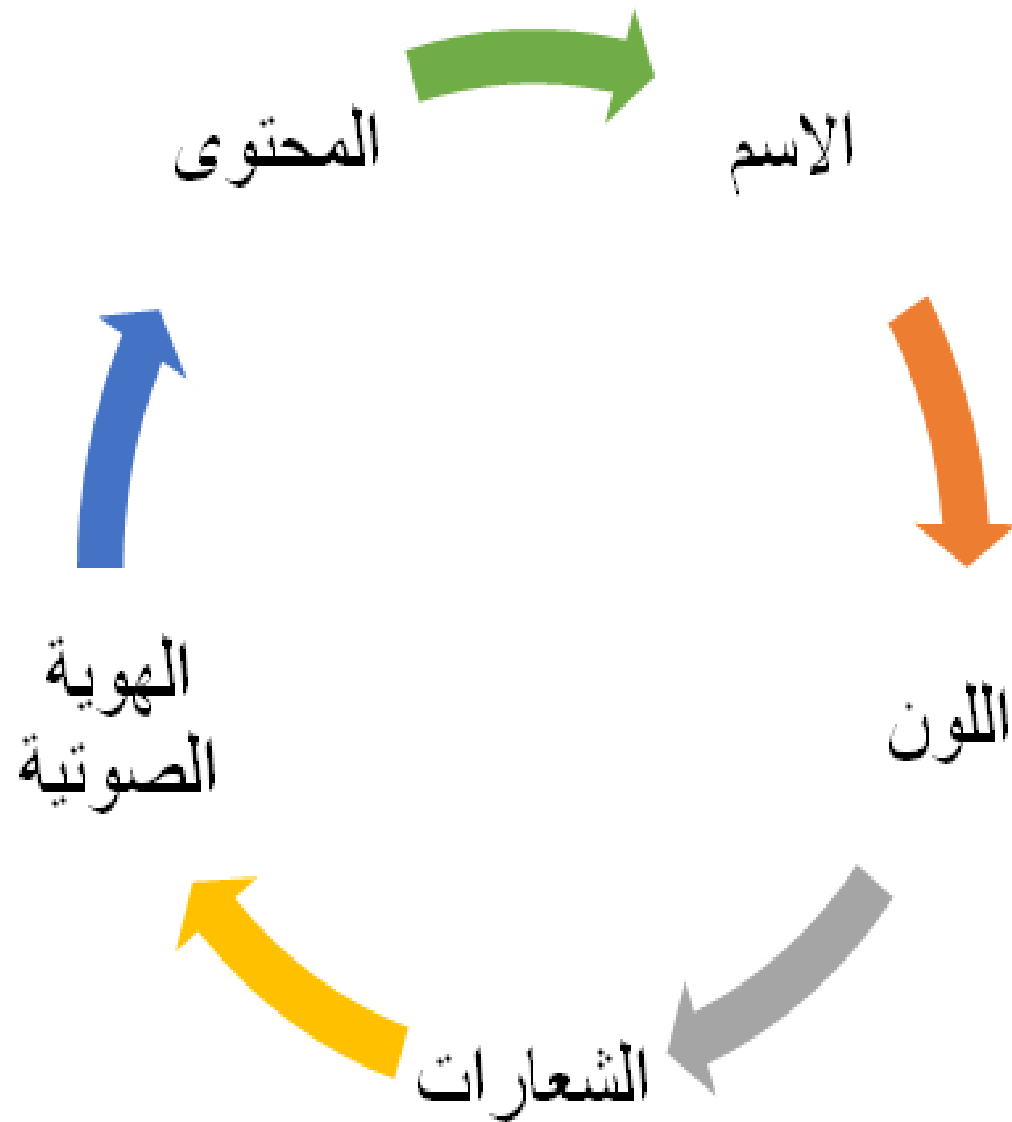 الاسم
اللون
الشعارات
الهوية
الصوتية
المحتوى